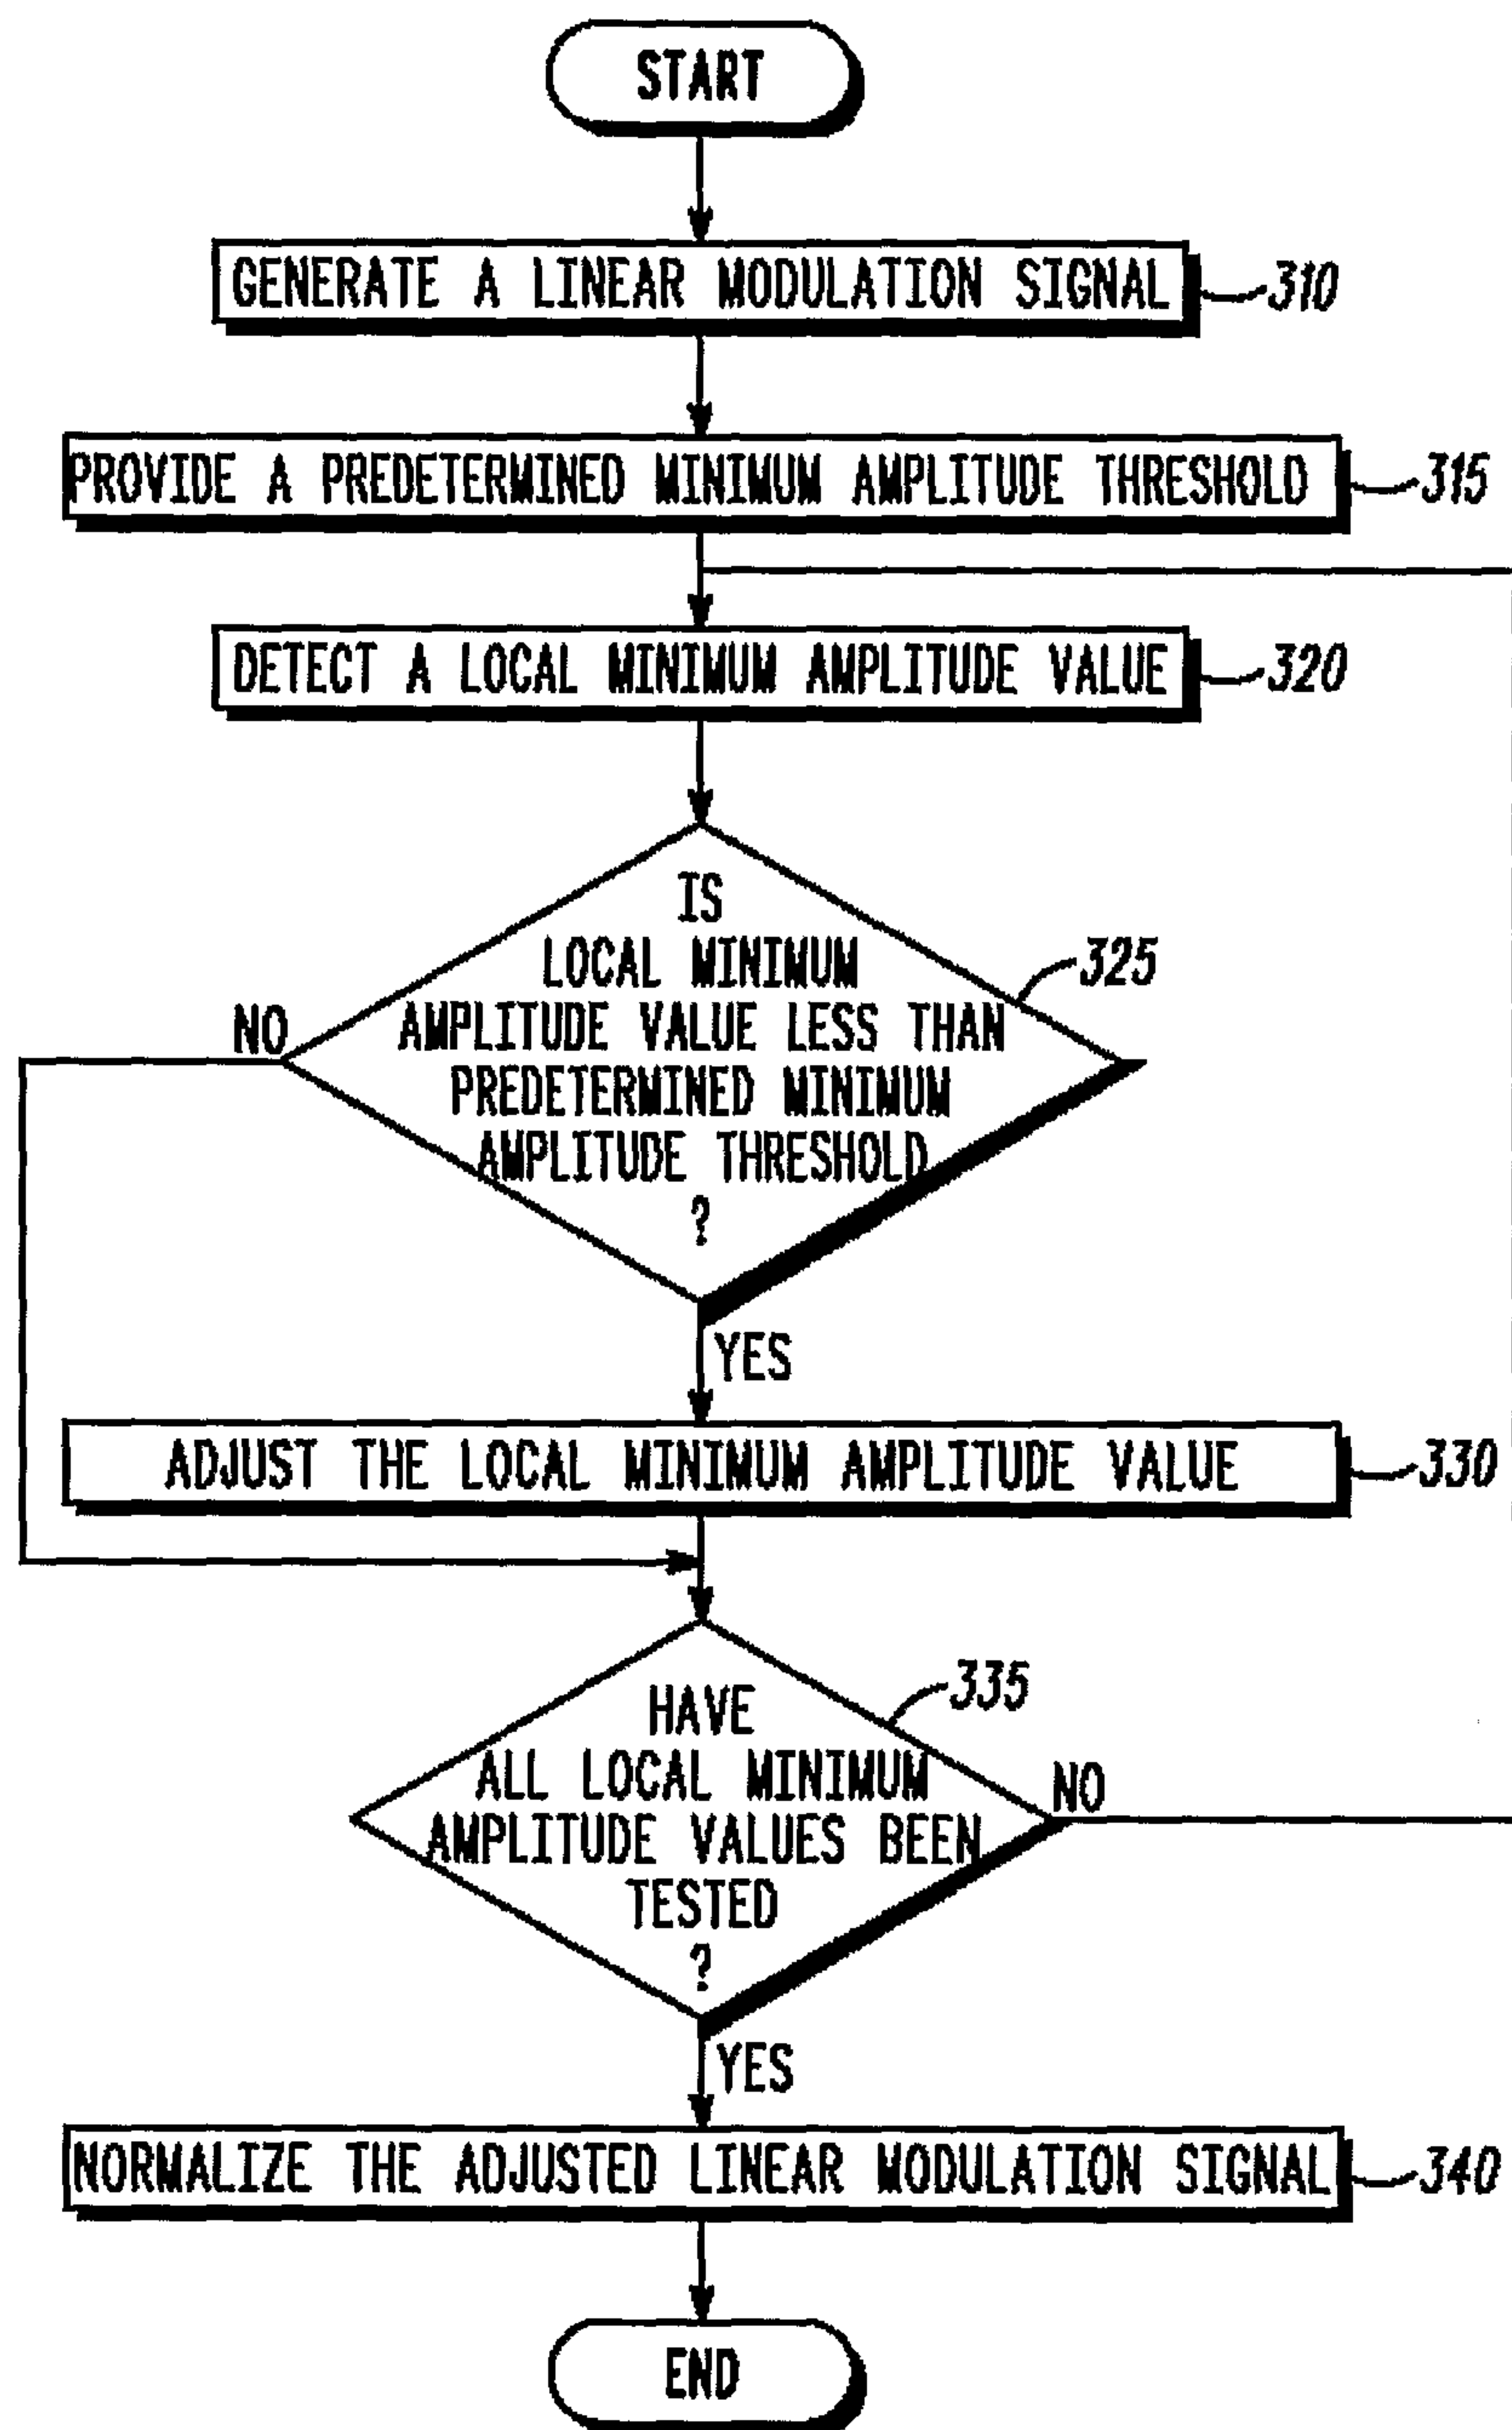 START
GENERATE A LINEAR MODULATION SIGNAL 310
PROVIDE A PREDETERMINED MINIMUM AMPLITUDE THRESHOLD 315
DETECT A LOCAL MINIMUM AMPLITUDE VALUE 320
IS
LOCAL MINIMUM
AMPLITUDE VALUE LESS THAN
PREDETERMINED MINIMUM
AMPLITUDE THRESHOLD
?
325
NO
YES
ADJUST THE LOCAL MINIMUM AMPLITUDE VALUE 330
HAVE
ALL LOCAL MINIMUM
AMPLITUDE VALUES BEEN
TESTED
?
335
NO
YES
NORMALIZE THE ADJUSTED LINEAR MODULATION SIGNAL 340
END